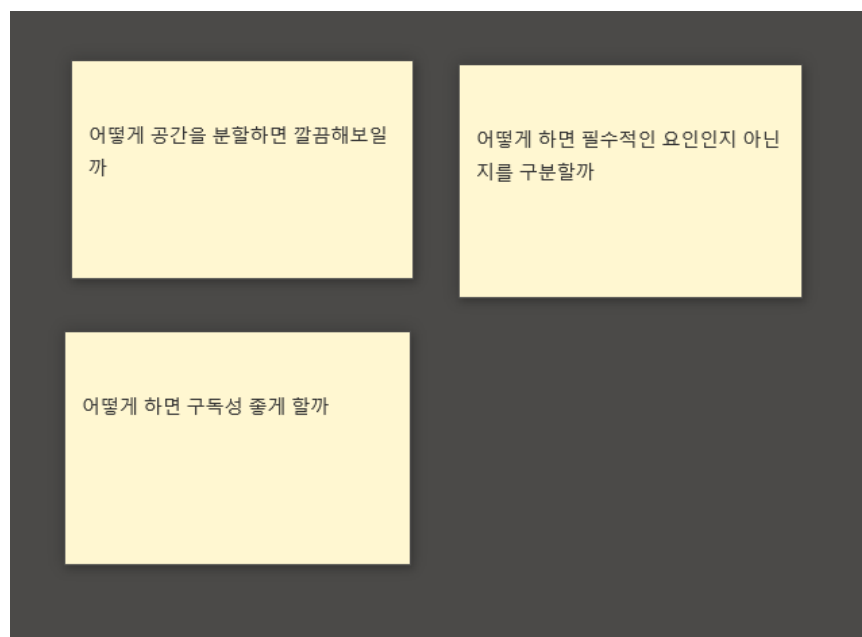 어떻게 공간을 분할하면 깔끔해보일
까
어떻게 하면 필수적인 요인인지 아닌
지를 구분할까
어떻게 하면 구독성 좋게 할까